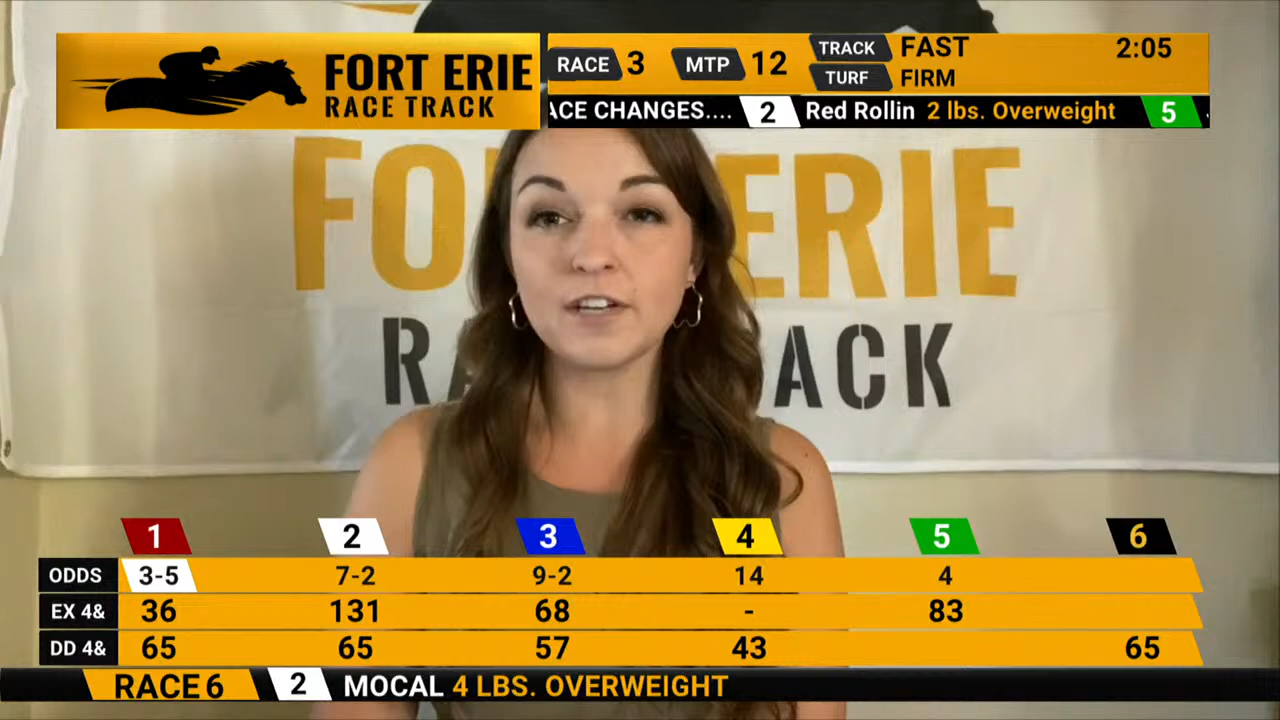 FORT ERIE
RACE TRACK
RACE 3 MTP 12 TRACK FAST 2:05
TURF FIRM
ACE CHANGES.... 2 Red Rollin 2 lbs. Overweight 5
FO ERIE
RA ACK
1 2 3 4 5 6
ODDS 3-5 7-2 9-2 14 4
EX 4& 36 131 68 - 83
DD 4& 65 65 57 43 65
RACE 6 2 MOCAL 4 LBS. OVERWEIGHT